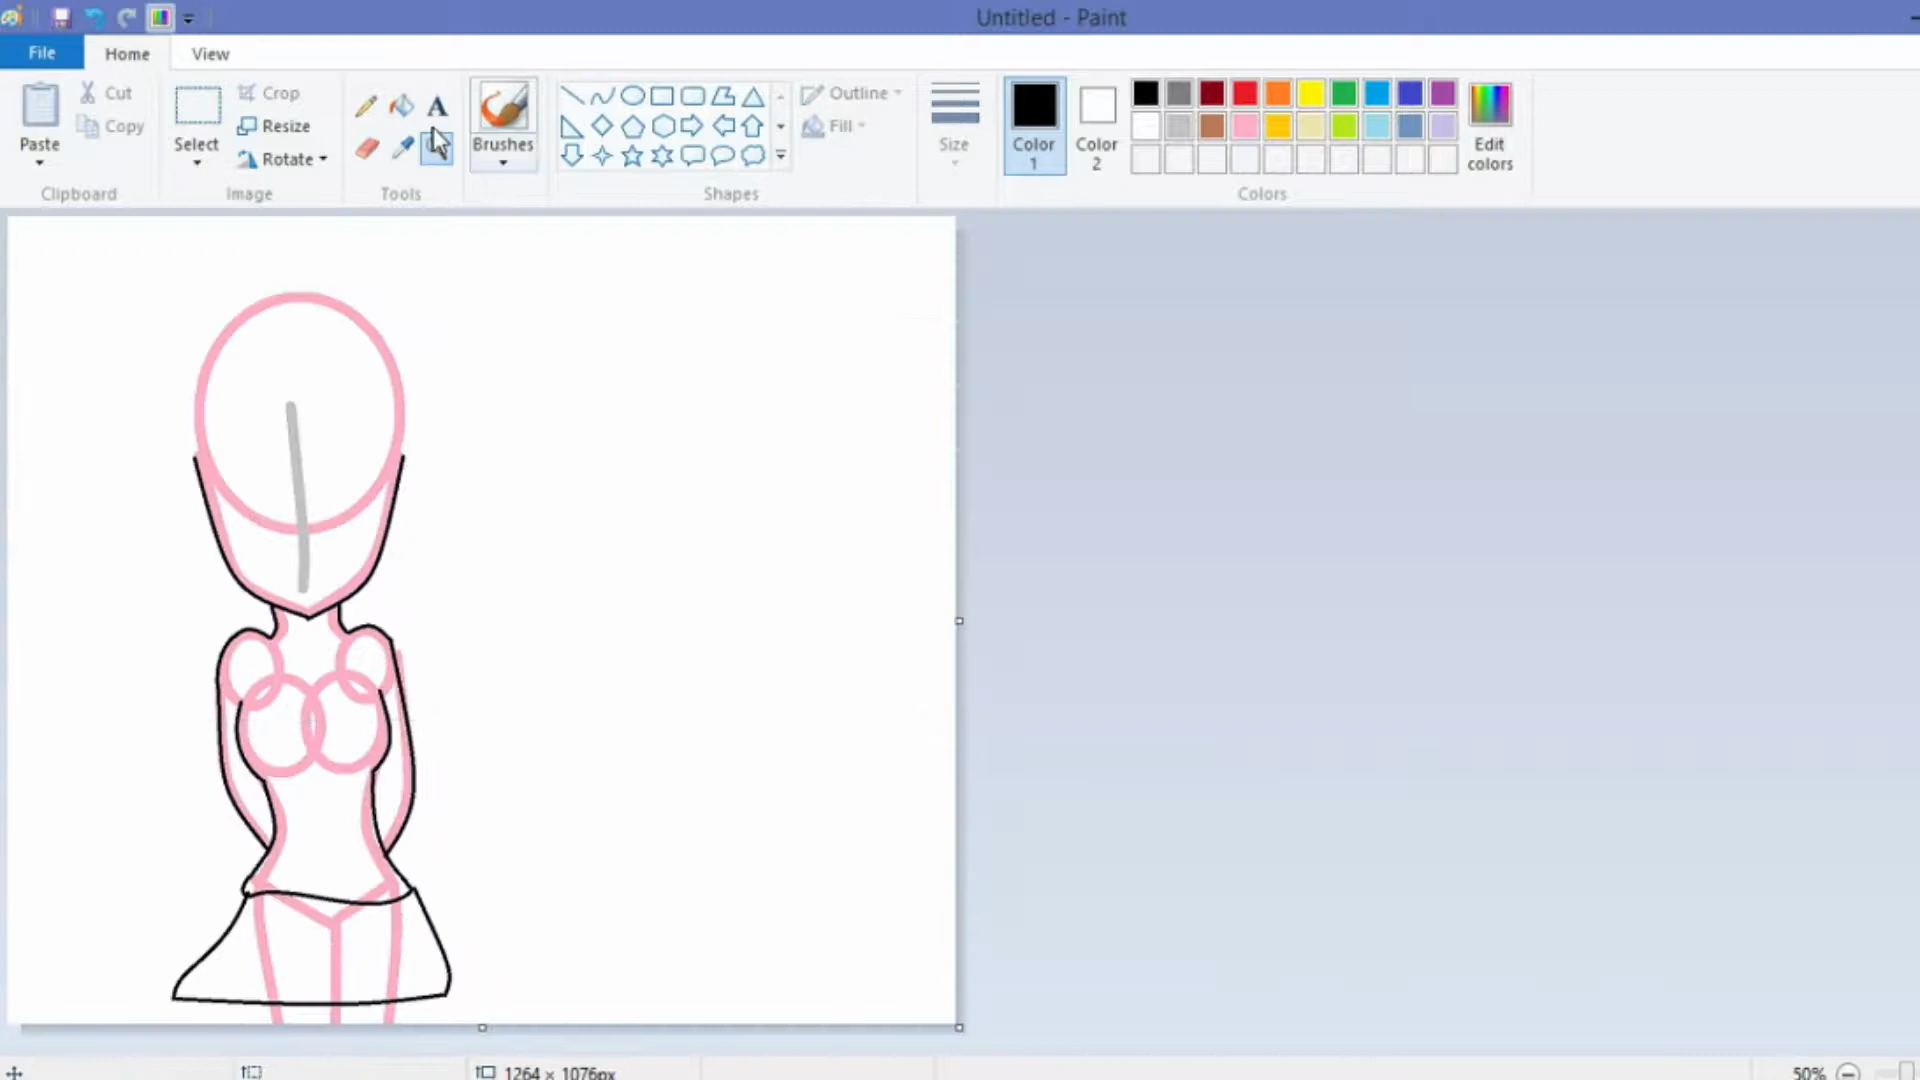 Untitled - Paint
File Home View
Paste Cut Copy
Select Crop Resize Rotate
A
Brushes
Outline
Fill
Size
Color 1
Color 2
Edit colors
Clipboard Image Tools Shapes Colors
1264 × 1076px
50%